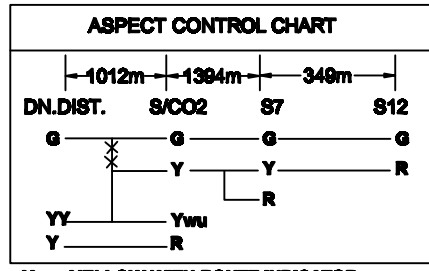 ASPECT CONTROL CHART
1012m 1394m 349m
DN.DIST. S/CO2 S7 S12
G G G G
Y Y R
R
YY Ywu
Y R